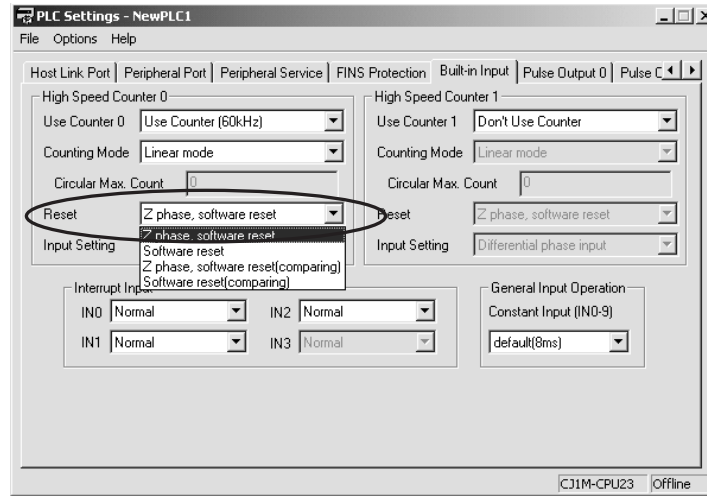 PLC Settings - NewPLC1
File Options Help
Host Link Port Peripheral Port Peripheral Service FINS Protection Built-in Input Pulse Output 0 Pulse
High Speed Counter 0
Use Counter 0 Use Counter (60kHz)
Counting Mode Linear mode
Circular Max. Count 0
Reset Z phase, software reset
Z phase, software reset
Software reset
Z phase, software reset(comparing)
Software reset(comparing)
Input Setting
High Speed Counter 1
Use Counter 1 Don't Use Counter
Counting Mode Linear mode
Circular Max. Count 0
Reset Z phase, software reset
Input Setting Differential phase input
Interrupt
IN0 Normal IN2 Normal
IN1 Normal IN3 Normal
General Input Operation
Constant Input (IN0-9)
default(8ms)
CJ1M-CPU23 Offline